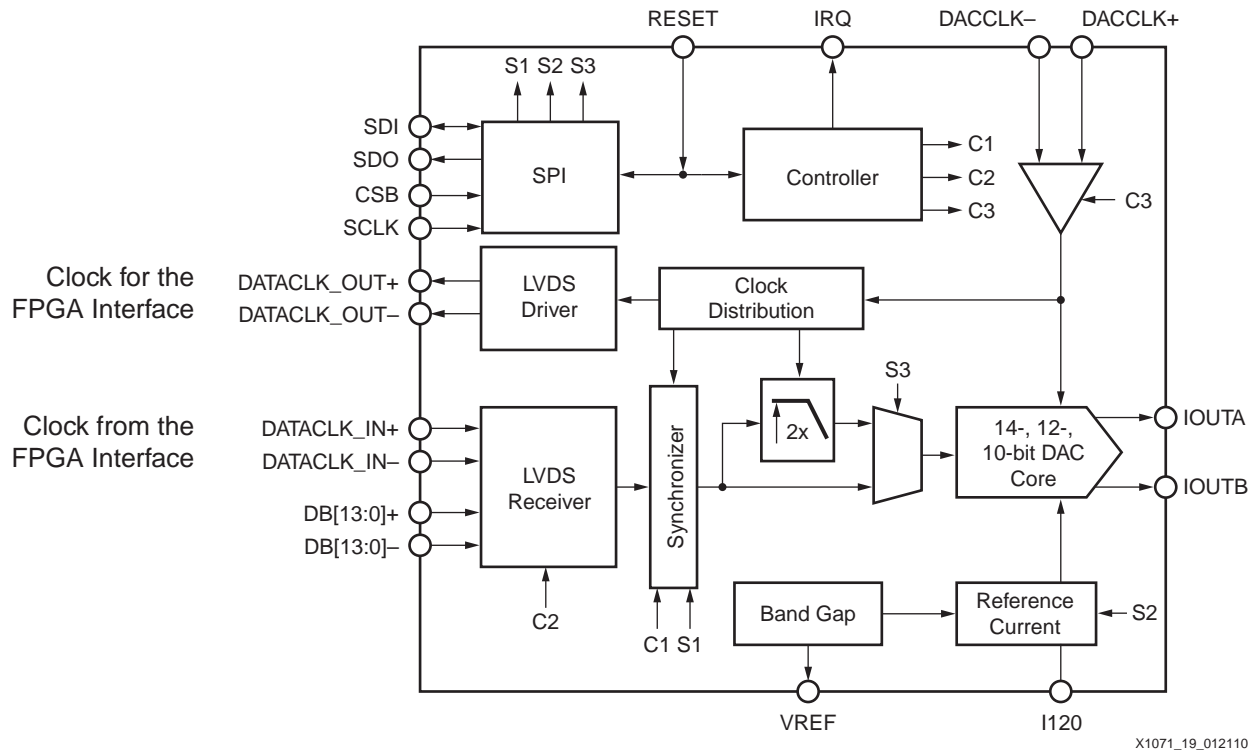 RESET
IRQ
DACCLK–
DACCLK+
S1 S2 S3
SDI
SDO
CSB
SCLK
SPI
Controller
C1
C2
C3
C3
Clock for the
FPGA Interface
DATACLK_OUT+
DATACLK_OUT–
LVDS
Driver
Clock
Distribution
S3
Clock from the
FPGA Interface
DATACLK_IN+
DATACLK_IN–
DB[13:0]+
DB[13:0]–
LVDS
Receiver
Synchronizer
2x
14-, 12-,
10-bit DAC
Core
IOUTA
IOUTB
C2
C1 S1
Band Gap
Reference
Current
S2
VREF
I120
X1071_19_012110